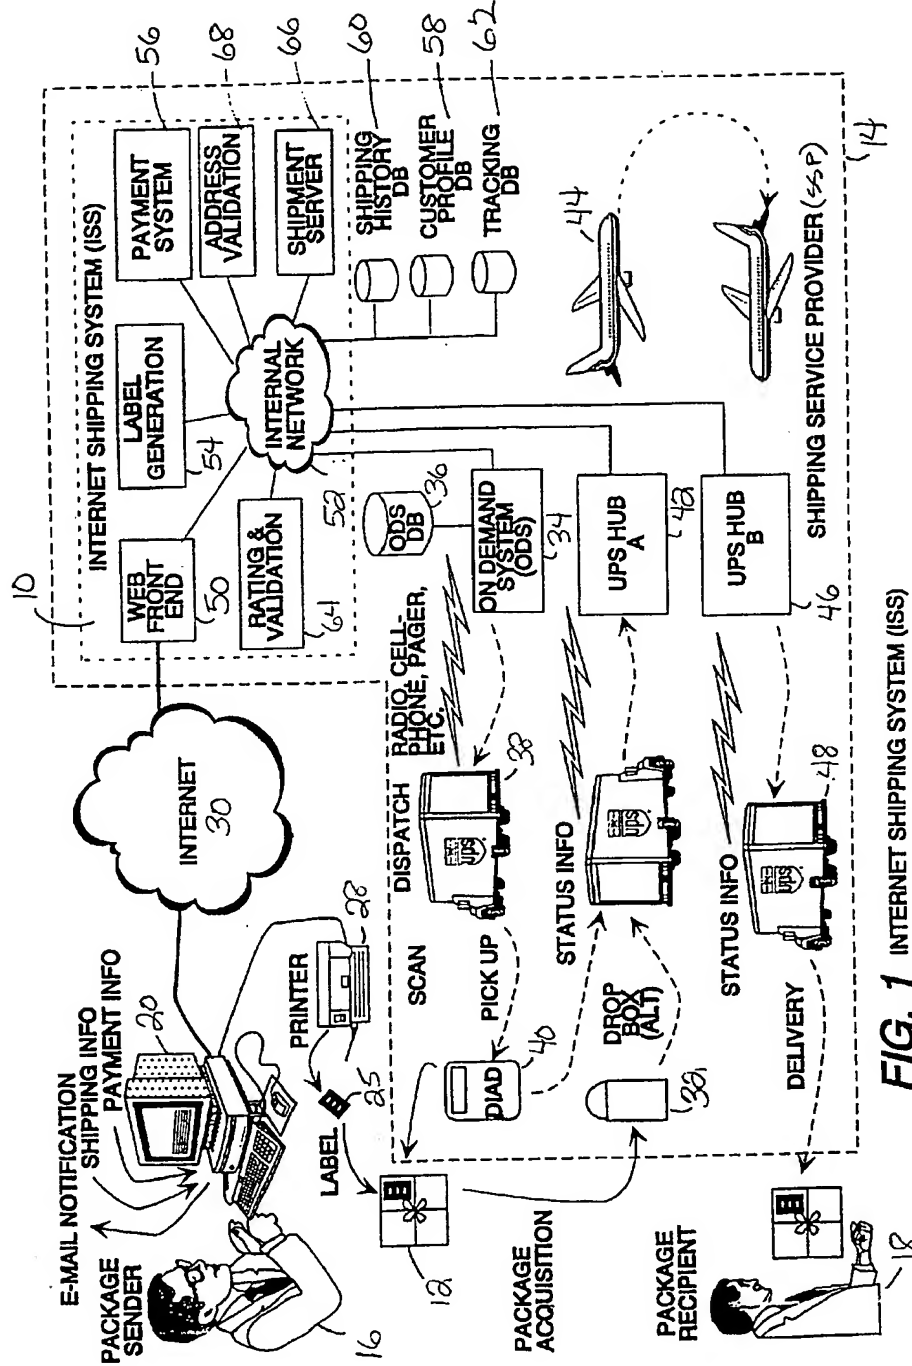 E-MAIL NOTIFICATION
SHIPPING INFO
PAYMENT INFO
20
PACKAGE
SENDER
16
INTERNET
30
PRINTER
28
LABEL
25
12
10
INTERNET SHIPPING SYSTEM (ISS)
WEB
FRONT
END
50
LABEL
GENERATION
54
PAYMENT
SYSTEM
56
ADDRESS
VALIDATION
68
SHIPMENT
SERVER
66
RATING &
VALIDATION
64
INTERNAL
NETWORK
52
SHIPPING
HISTORY
DB
60
CUSTOMER
PROFILE
DB
58
TRACKING
DB
62
ODS
DB
36
ON DEMAND
SYSTEM
(ODS)
34
RADIO, CELL-
PHONE, PAGER,
ETC.
DISPATCH
SCAN
UPS
38
PICK UP
DIAD
40
PACKAGE
ACQUISITION
DROP
BOX
(ALT)
32
STATUS INFO
UPS
UPS HUB
A
42
44
UPS HUB
B
46
STATUS INFO
UPS
48
DELIVERY
PACKAGE
RECIPIENT
18
SHIPPING SERVICE PROVIDER (SSP)
14
FIG. 1 INTERNET SHIPPING SYSTEM (ISS)